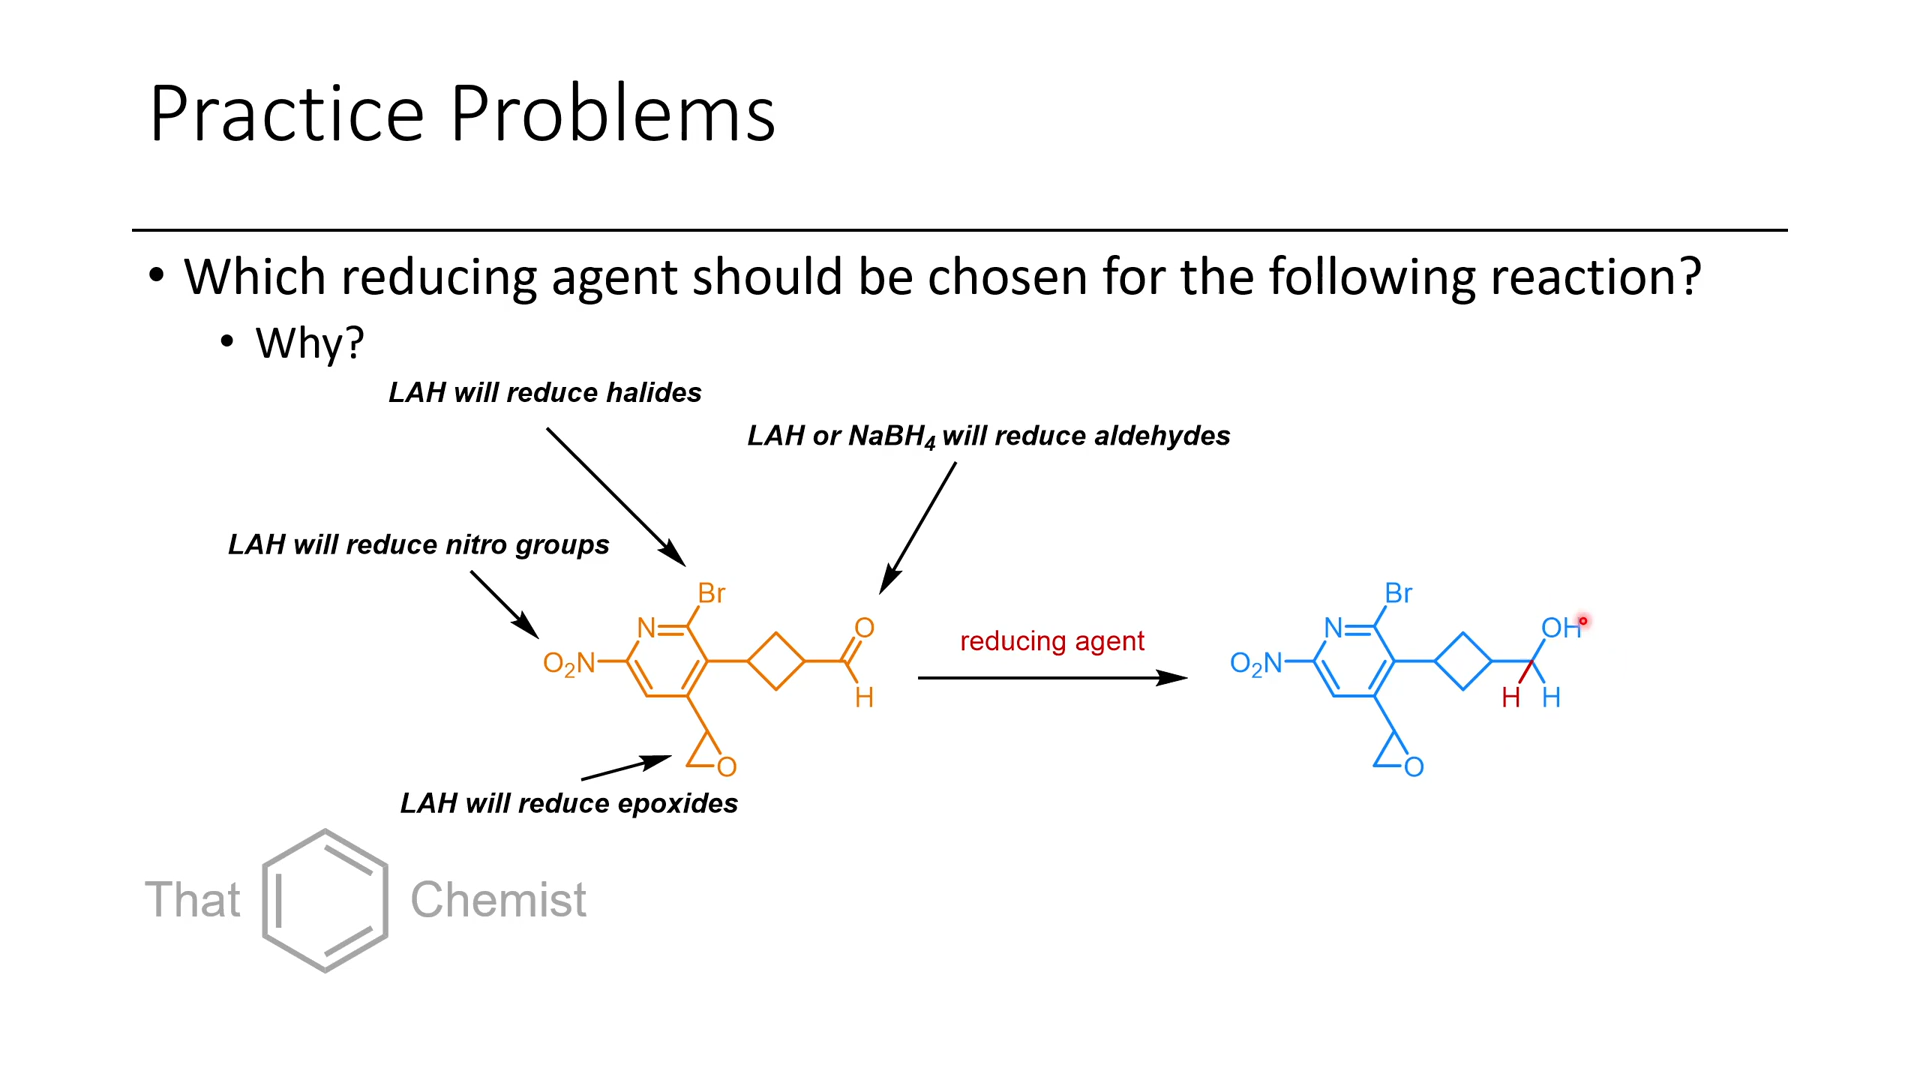 Practice Problems
• Which reducing agent should be chosen for the following reaction?
• Why?
LAH will reduce halides
LAH or NaBH₄ will reduce aldehydes
LAH will reduce nitro groups
Br
N
O
O₂N
H
O
reducing agent
Br
N
OH
O₂N
H
H
O
LAH will reduce epoxides
That Chemist